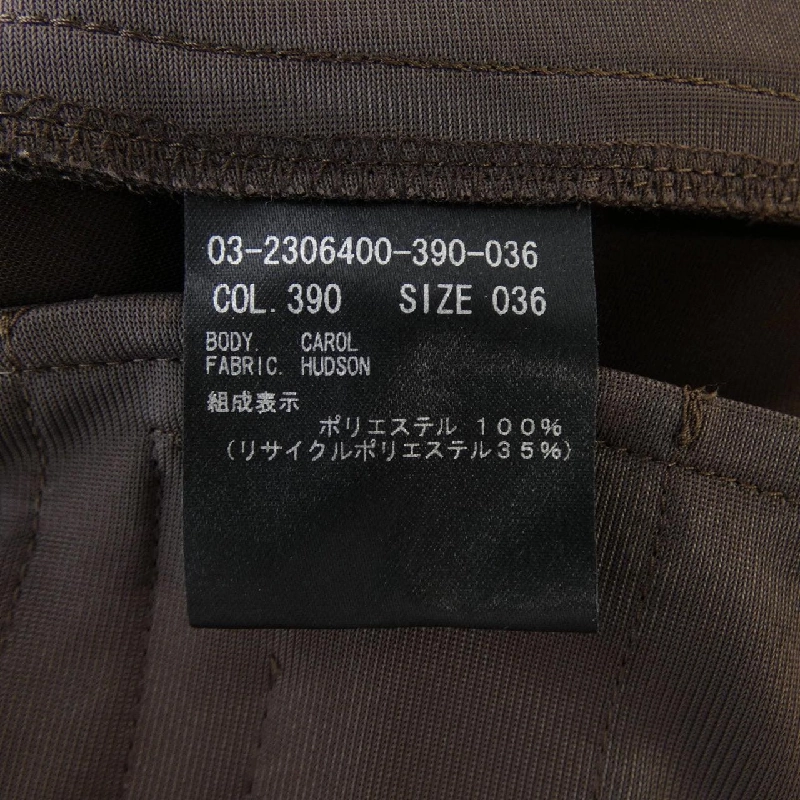 03-2306400-390-036
COL. 390 SIZE 036
BODY. CAROL
FABRIC. HUDSON
組成表示
ポリエステル 100%
(リサイクルポリエステル35%)